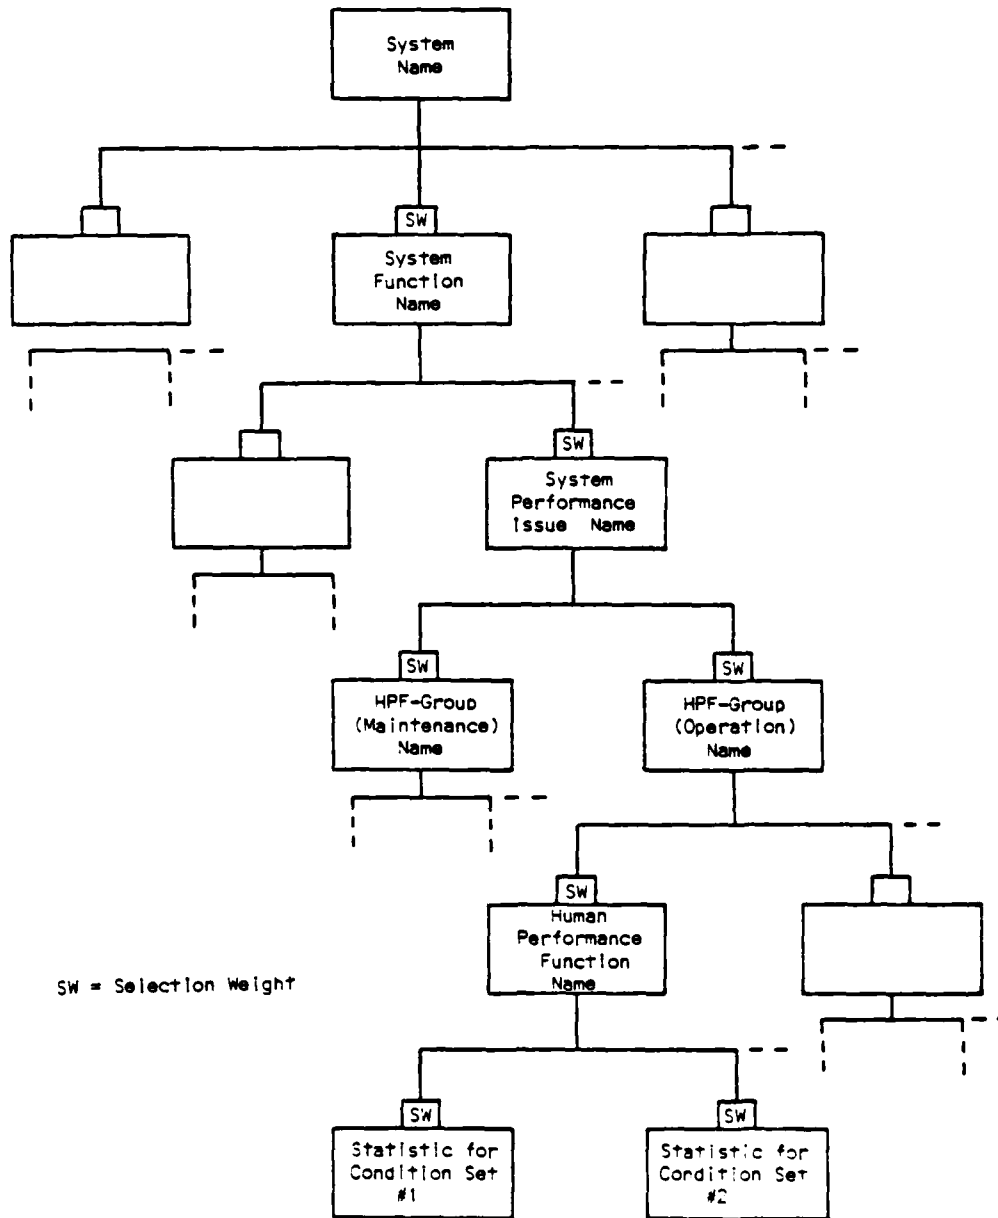 System
Name
SW
System
Function
Name
SW
System
Performance
Issue Name
SW
SW
HPF-Group
(Maintenance)
Name
HPF-Group
(Operation)
Name
SW
Human
Performance
Function
Name
SW = Selection Weight
SW
SW
Statistic for
Condition Set
#1
Statistic for
Condition Set
#2